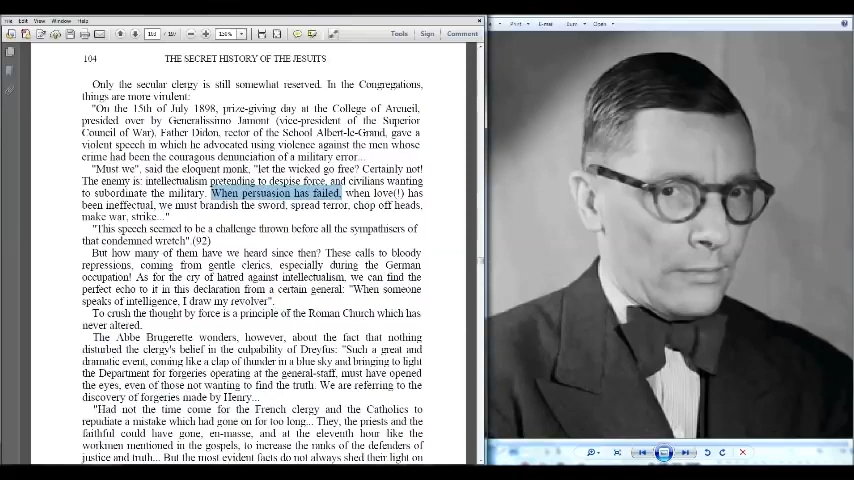 File Edit View Window Help
103 / 197
136%
Tools Sign Comment
Print E-mail Burn Open
104 THE SECRET HISTORY OF THE JESUITS
Only the secular clergy is still somewhat reserved. In the Congregations,
things are more virulent:
"On the 15th of July 1898, prize-giving day at the College of Arcueil,
presided over by Generalissimo Jamont (vice-president of the Superior
Council of War), Father Didon, rector of the School Albert-le-Grand, gave a
violent speech in which he advocated using violence against the men whose
crime had been the couragous denunciation of a military error...
"Must we", said the eloquent monk, "let the wicked go free? Certainly not!
The enemy is: intellectualism pretending to despise force, and civilians wanting
to subordinate the military. When persuasion has failed, when love(!) has
been ineffectual, we must brandish the sword, spread terror, chop off heads,
make war, strike..."
"This speech seemed to be a challenge thrown before all the sympathisers of
that condemned wretch".(92)
But how many of them have we heard since then? These calls to bloody
repressions, coming from gentle clerics, especially during the German
occupation! As for the cry of hatred against intellectualism, we can find the
perfect echo to it in this declaration from a certain general: "When someone
speaks of intelligence, I draw my revolver".
To crush the thought by force is a principle of the Roman Church which has
never altered.
The Abbe Brugerette wonders, however, about the fact that nothing
disturbed the clergy's belief in the culpability of Dreyfus: "Such a great and
dramatic event, coming like a clap of thunder in a blue sky and bringing to light
the Department for forgeries operating at the general-staff, must have opened
the eyes, even of those not wanting to find the truth. We are referring to the
discovery of forgeries made by Henry...
"Had not the time come for the French clergy and the Catholics to
repudiate a mistake which had gone on for too long... They, the priests and the
faithful could have gone, en-masse, and at the eleventh hour like the
workmen mentioned in the gospels, to increase the ranks of the defenders of
justice and truth... But the most evident facts do not always shed their light on